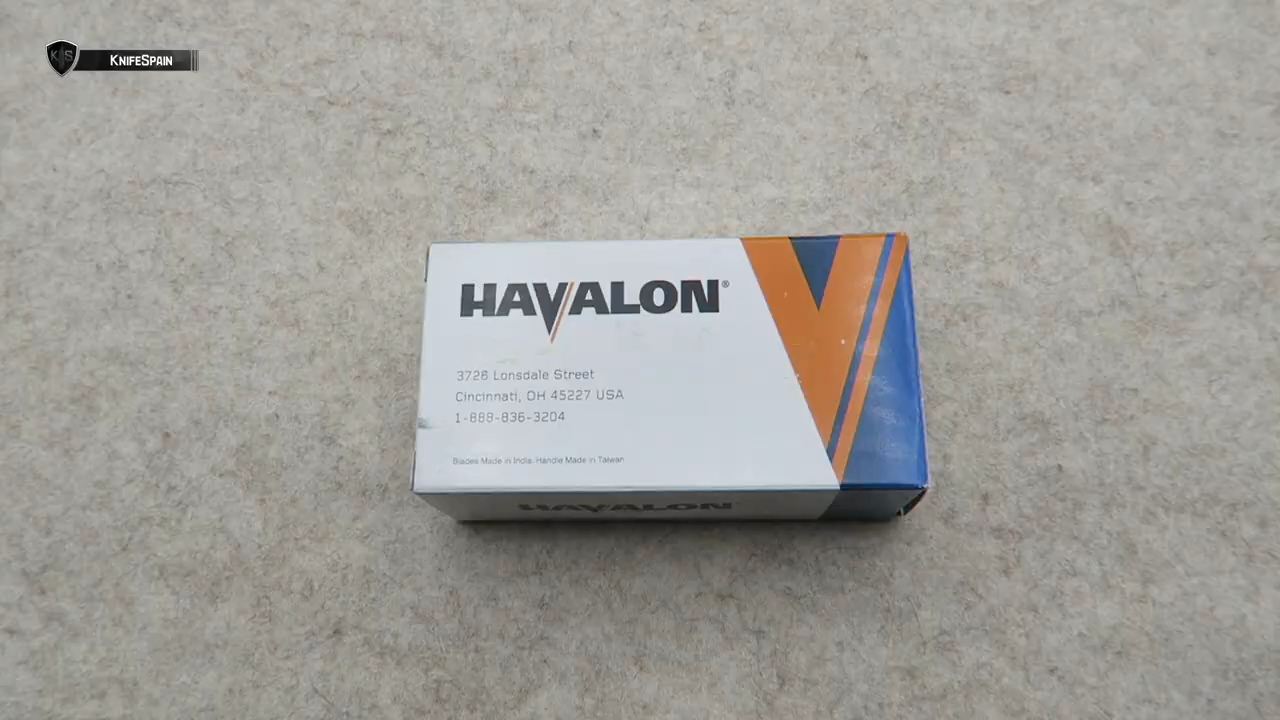 KS
KnifeSpain
HAVALON®
3726 Lonsdale Street
Cincinnati, OH 45227 USA
1-888-836-3204
Blades Made in India. Handle Made in Taiwan
HAVALON